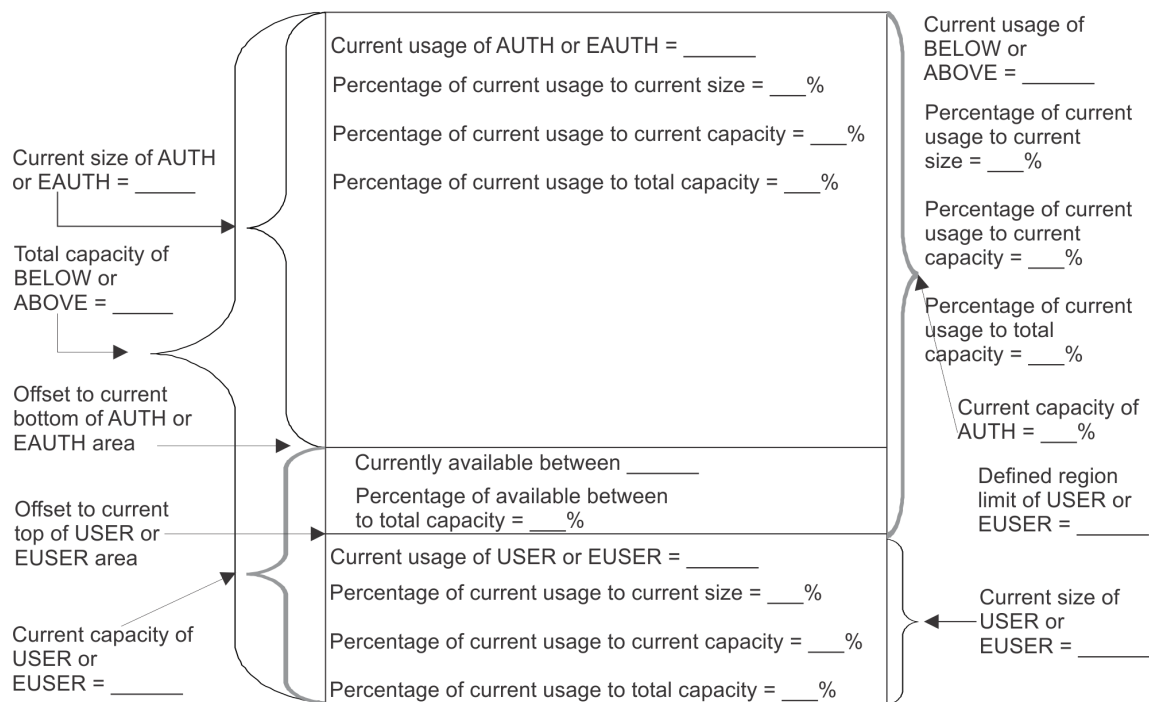 Current size of AUTH
or EAUTH = _____
Total capacity of
BELOW or
ABOVE = _____
Offset to current
bottom of AUTH or
EAUTH area
Offset to current
top of USER or
EUSER area
Current capacity of
USER or
EUSER = ______
Current usage of AUTH or EAUTH = ______
Percentage of current usage to current size = ___%
Percentage of current usage to current capacity = ___%
Percentage of current usage to total capacity = ___%
Currently available between ______
Percentage of available between
to total capacity = ___%
Current usage of USER or EUSER = ______
Percentage of current usage to current size = ___%
Percentage of current usage to current capacity = ___%
Percentage of current usage to total capacity = ___%
Current usage of
BELOW or
ABOVE = ______
Percentage of current
usage to current
size = ___%
Percentage of current
usage to current
capacity = ___%
Percentage of current
usage to total
capacity = ___%
Current capacity of
AUTH = ___%
Defined region
limit of USER or
EUSER = ______
Current size of
USER or
EUSER = ______